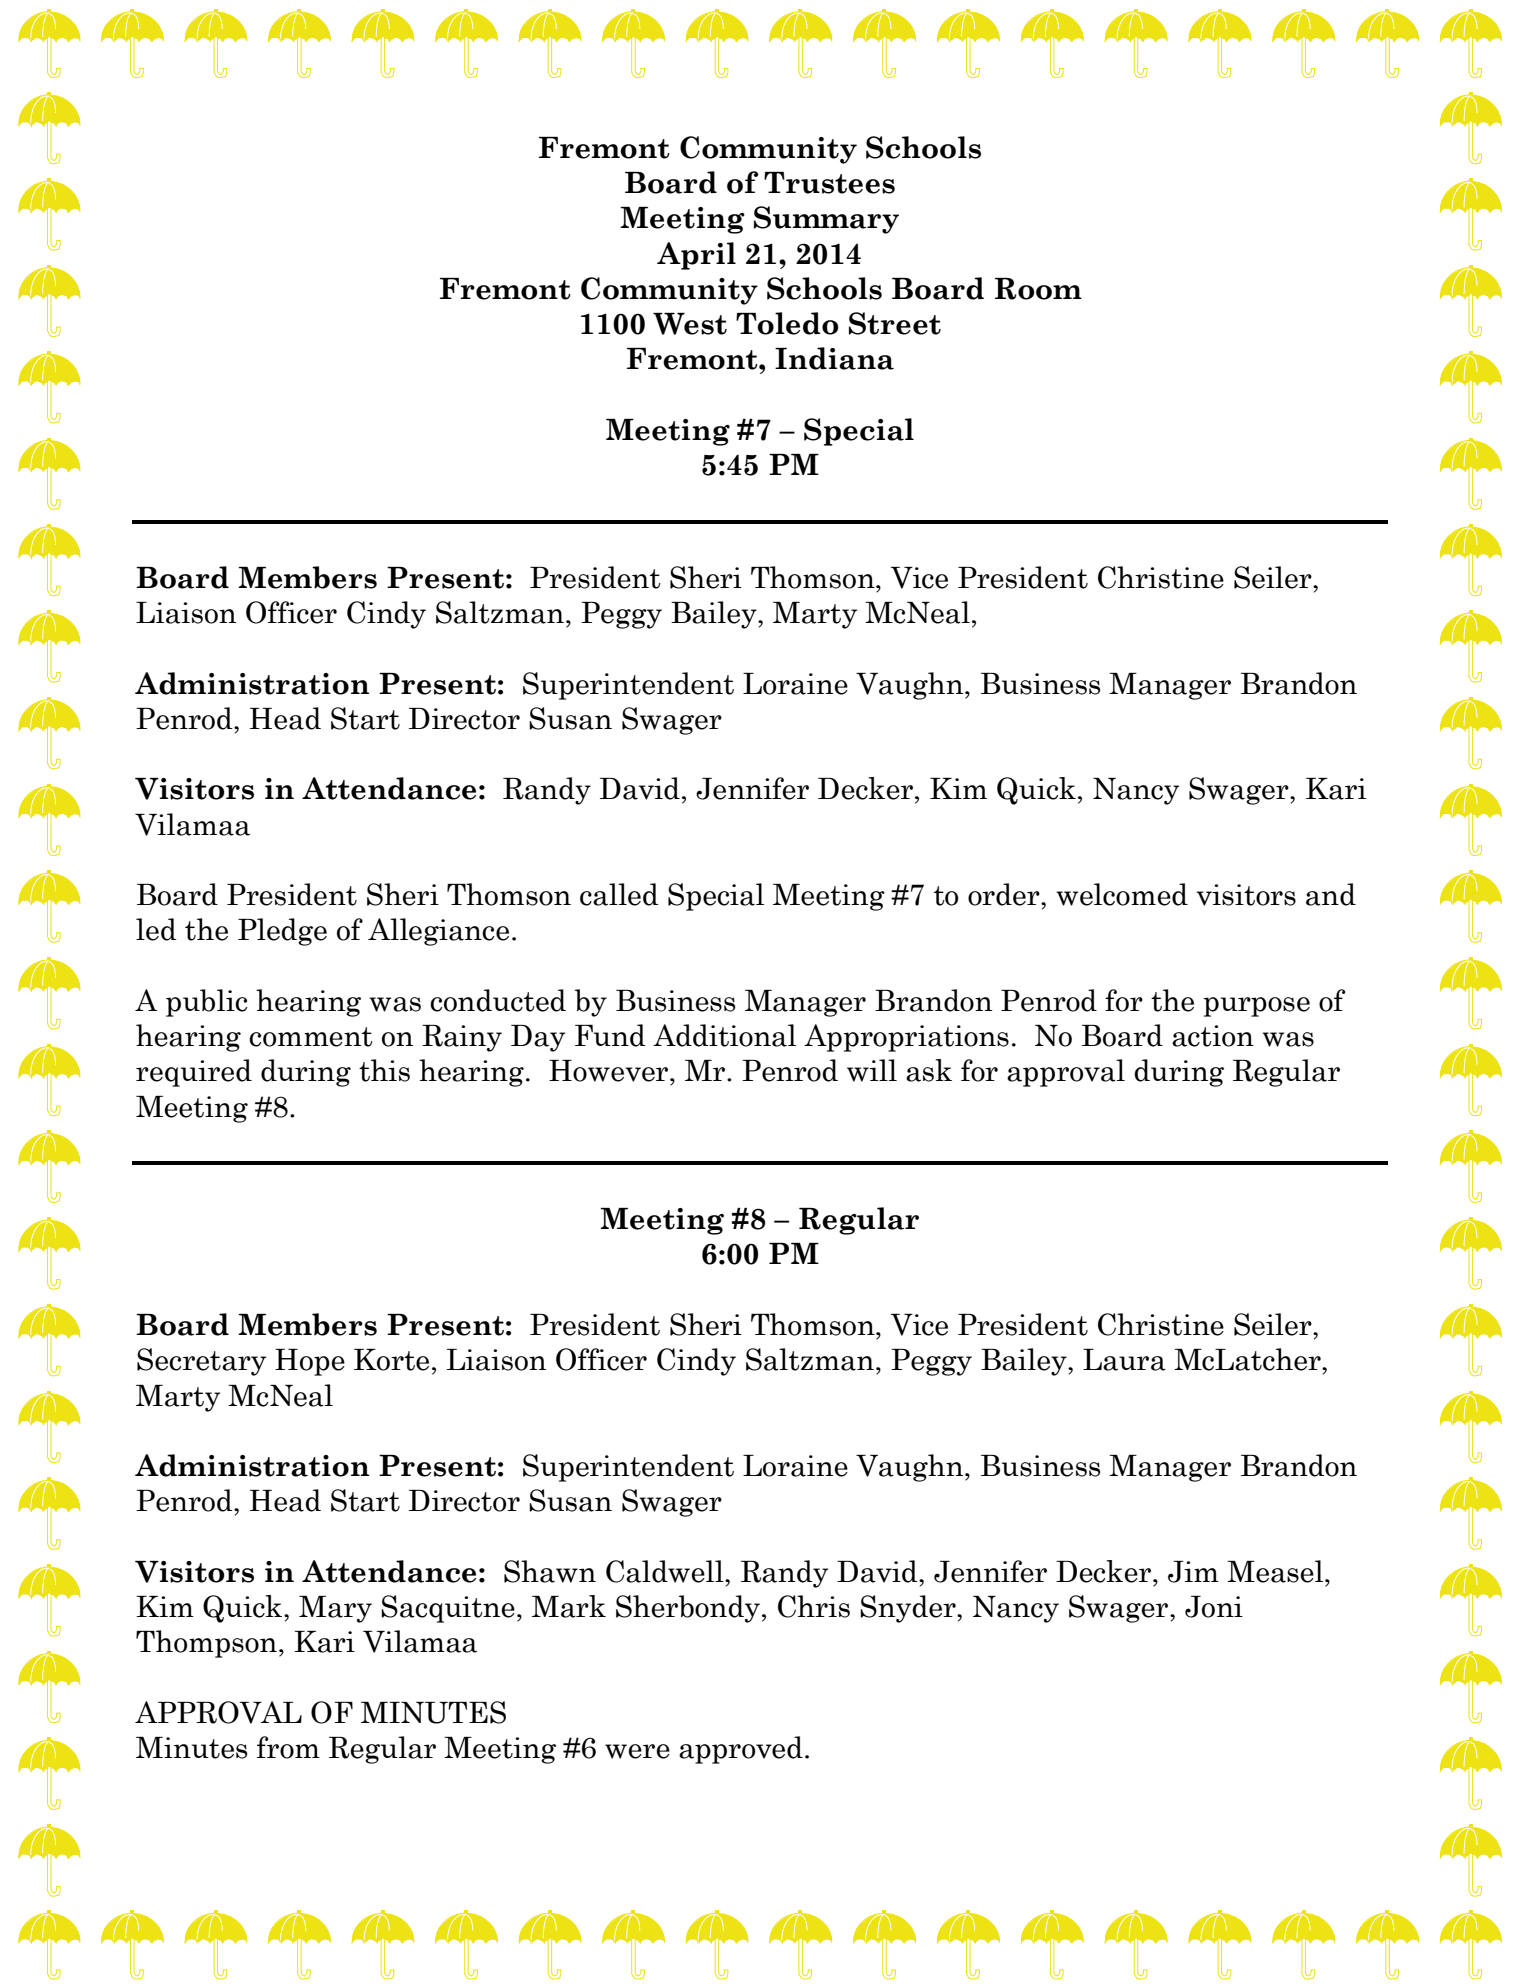 Fremont Community Schools
Board of Trustees
Meeting Summary
April 21, 2014
Fremont Community Schools Board Room
1100 West Toledo Street
Fremont, Indiana
Meeting #7 – Special
5:45 PM
Board Members Present:  President Sheri Thomson, Vice President Christine Seiler,
Liaison Officer Cindy Saltzman, Peggy Bailey, Marty McNeal,
Administration Present:  Superintendent Loraine Vaughn, Business Manager Brandon
Penrod, Head Start Director Susan Swager
Visitors in Attendance:  Randy David, Jennifer Decker, Kim Quick, Nancy Swager, Kari
Vilamaa
Board President Sheri Thomson called Special Meeting #7 to order, welcomed visitors and
led the Pledge of Allegiance.
A public hearing was conducted by Business Manager Brandon Penrod for the purpose of
hearing comment on Rainy Day Fund Additional Appropriations.  No Board action was
required during this hearing.  However, Mr. Penrod will ask for approval during Regular
Meeting #8.
Meeting #8 – Regular
6:00 PM
Board Members Present:  President Sheri Thomson, Vice President Christine Seiler,
Secretary Hope Korte, Liaison Officer Cindy Saltzman, Peggy Bailey, Laura McLatcher,
Marty McNeal
Administration Present:  Superintendent Loraine Vaughn, Business Manager Brandon
Penrod, Head Start Director Susan Swager
Visitors in Attendance:  Shawn Caldwell, Randy David, Jennifer Decker, Jim Measel,
Kim Quick, Mary Sacquitne, Mark Sherbondy, Chris Snyder, Nancy Swager, Joni
Thompson, Kari Vilamaa
APPROVAL OF MINUTES
Minutes from Regular Meeting #6 were approved.